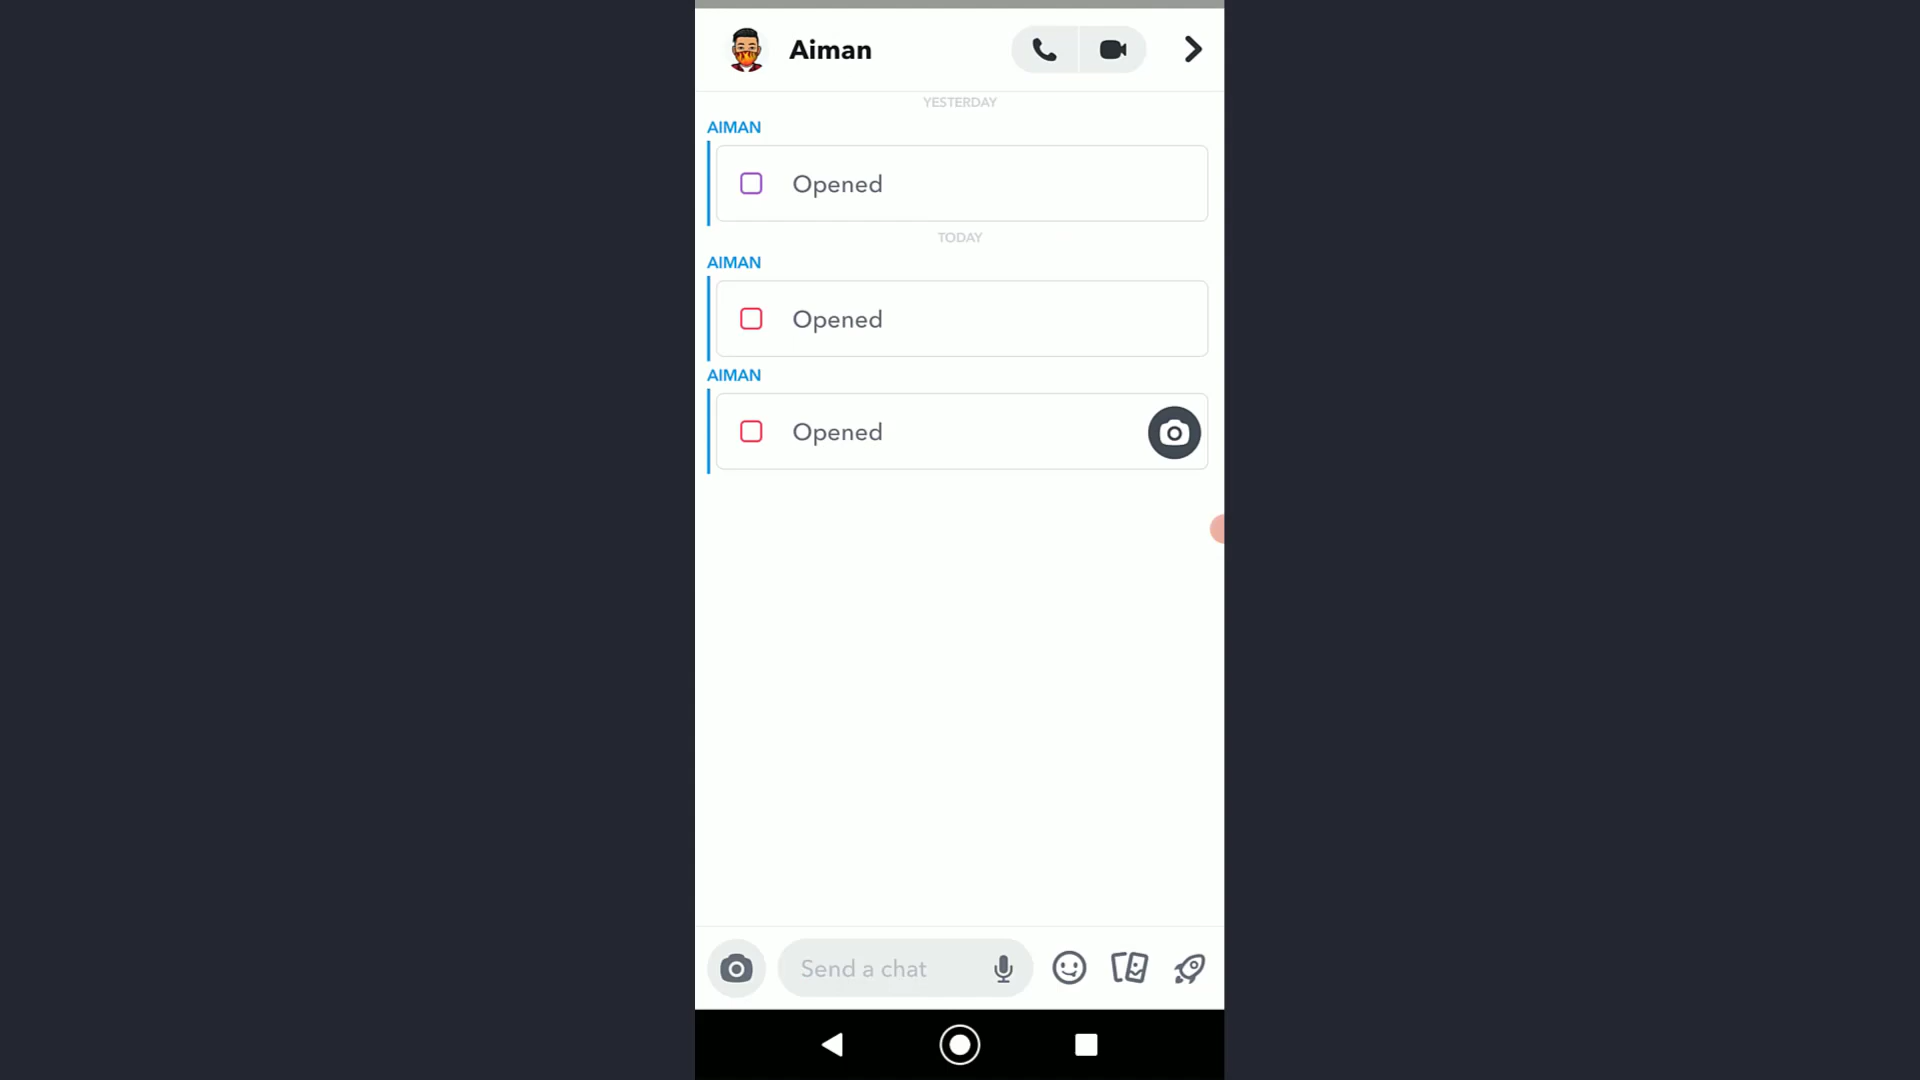 Aiman
YESTERDAY
AIMAN
Opened
TODAY
AIMAN
Opened
AIMAN
Opened
Send a chat